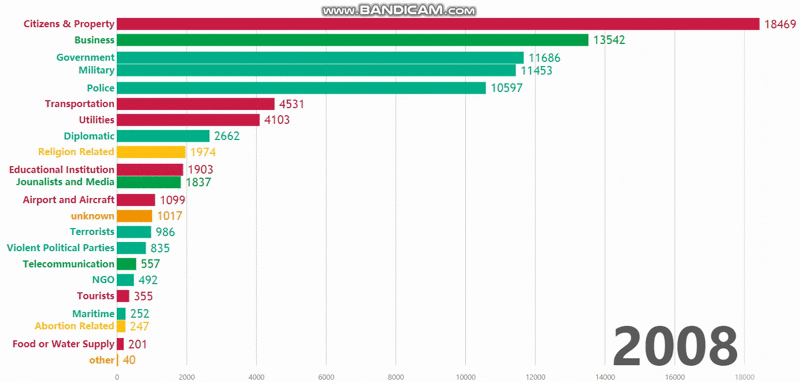 www.BANDICAM.com
Citizens & Property 18469
Business 13542
Government 11686
Military 11453
Police 10597
Transportation 4531
Utilities 4103
Diplomatic 2662
Religion Related 1974
Educational Institution 1903
Jounalists and Media 1837
Airport and Aircraft 1099
unknown 1017
Terrorists 986
Violent Political Parties 835
Telecommunication 557
NGO 492
Tourists 355
Maritime 252
Abortion Related 247
Food or Water Supply 201
other 40
2008
0 2000 4000 6000 8000 10000 12000 14000 16000 18000